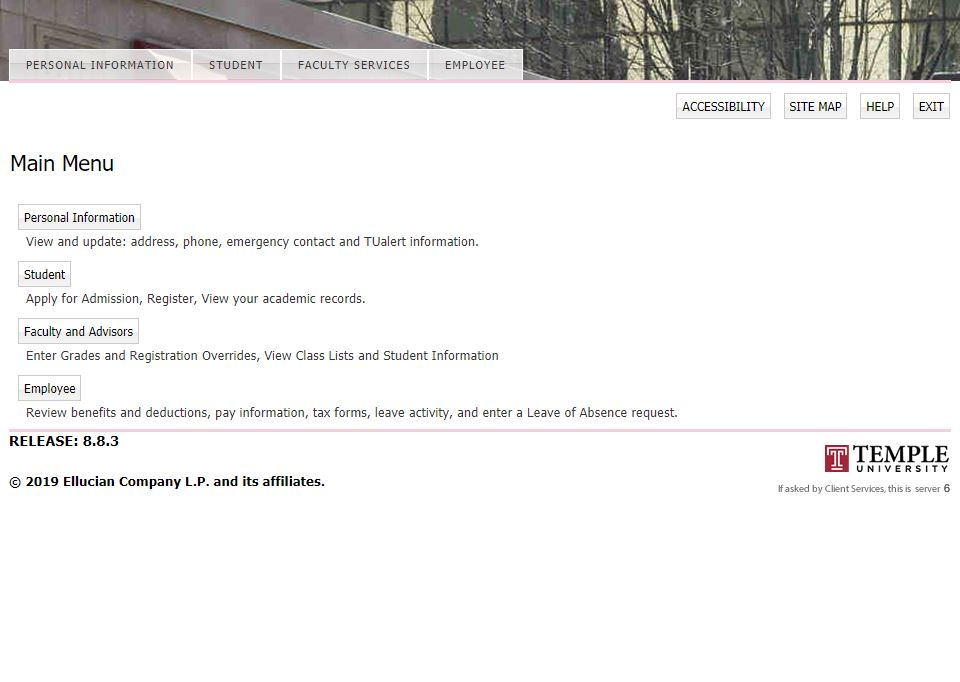 PERSONAL INFORMATION STUDENT FACULTY SERVICES EMPLOYEE
ACCESSIBILITY SITE MAP HELP EXIT
Main Menu
Personal Information
View and update: address, phone, emergency contact and TUalert information.
Student
Apply for Admission, Register, View your academic records.
Faculty and Advisors
Enter Grades and Registration Overrides, View Class Lists and Student Information
Employee
Review benefits and deductions, pay information, tax forms, leave activity, and enter a Leave of Absence request.
RELEASE: 8.8.3
TEMPLE
UNIVERSITY
© 2019 Ellucian Company L.P. and its affiliates.
If asked by Client Services, this is server 6